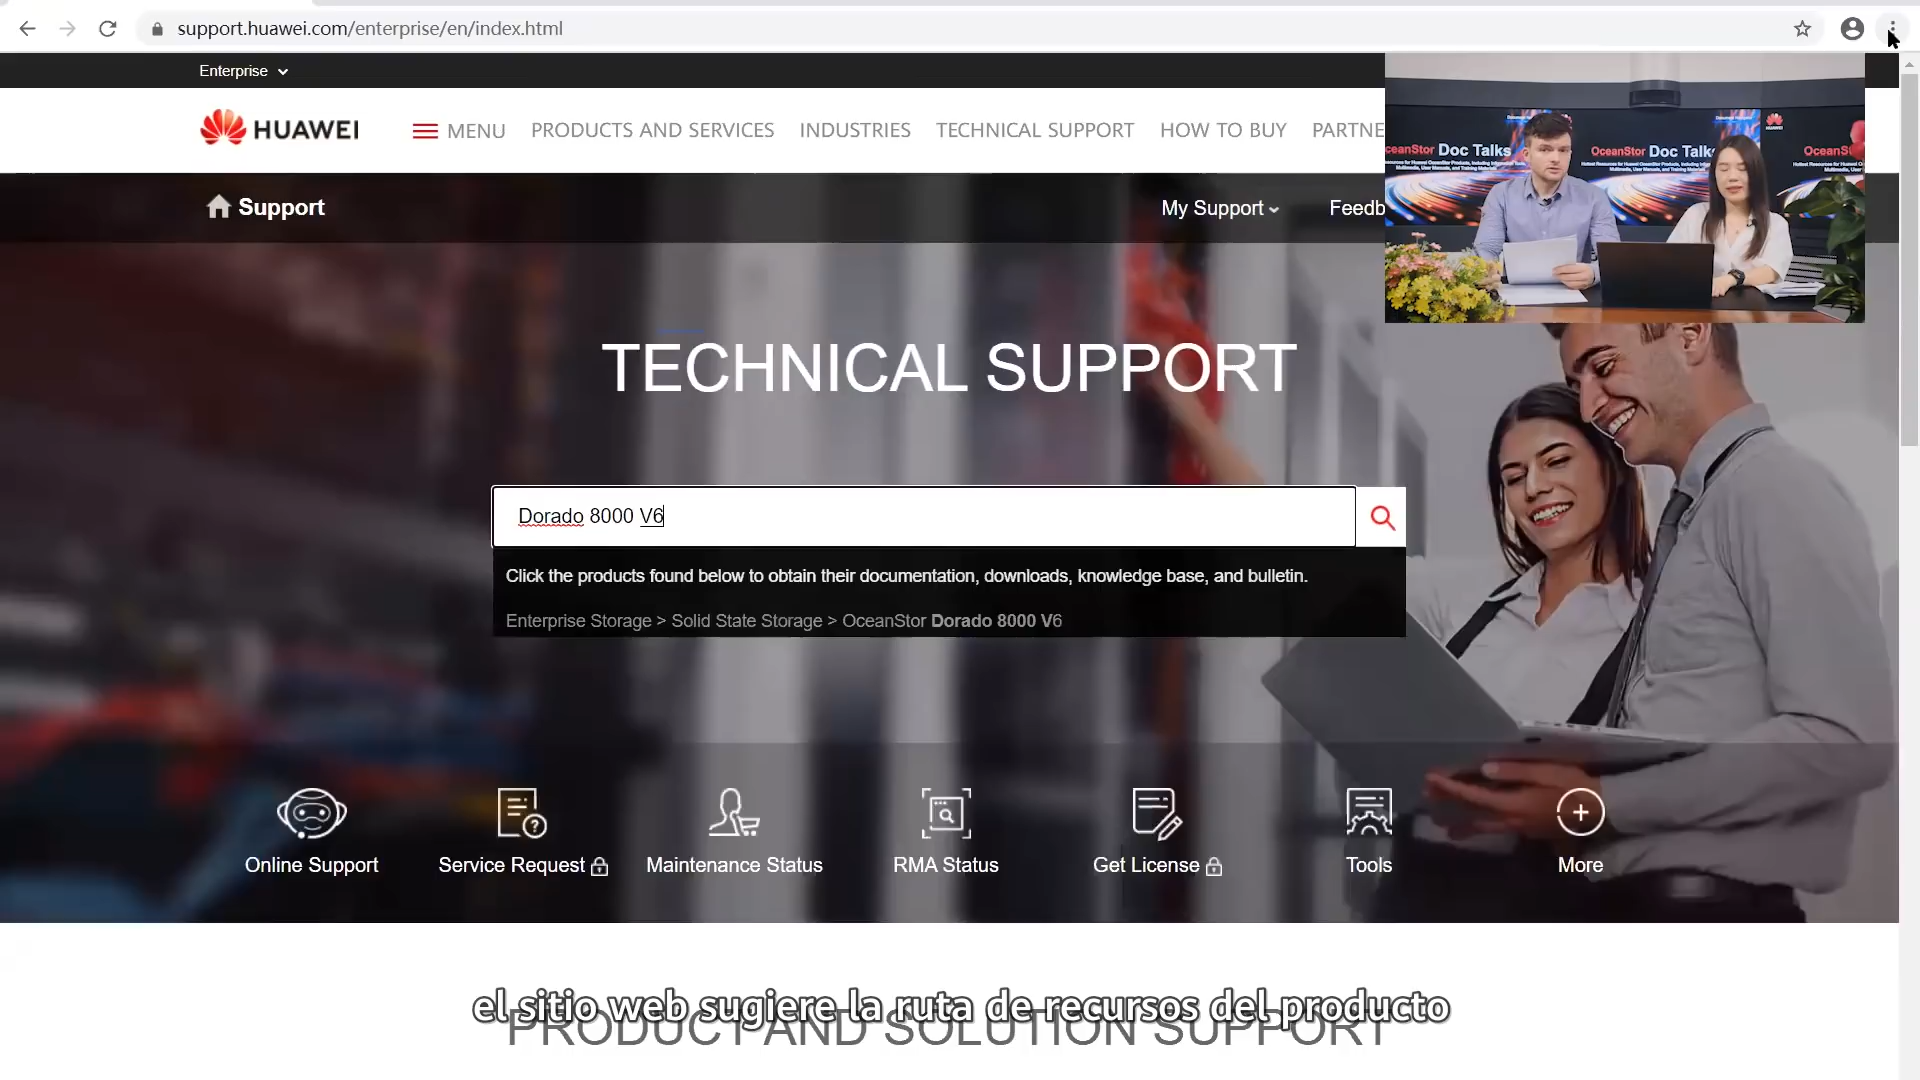 support.huawei.com/enterprise/en/index.html
Enterprise
HUAWEI
MENU PRODUCTS AND SERVICES INDUSTRIES TECHNICAL SUPPORT HOW TO BUY PARTNE
OceanStor Doc Talks
Support
My Support
Feedb
TECHNICAL SUPPORT
Dorado 8000 V6
Click the products found below to obtain their documentation, downloads, knowledge base, and bulletin.
Enterprise Storage > Solid State Storage > OceanStor Dorado 8000 V6
Online Support
Service Request
Maintenance Status
RMA Status
Get License
Tools
More
el sitio web sugiere la ruta de recursos del producto
PRODUCT AND SOLUTION SUPPORT